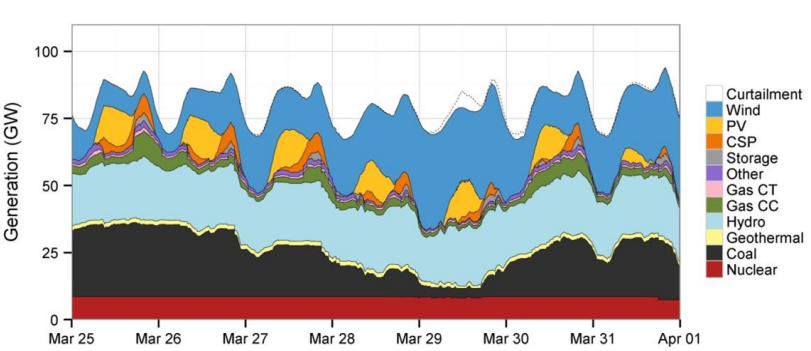 Generation (GW)
100
75
50
25
0
Mar 25
Mar 26
Mar 27
Mar 28
Mar 29
Mar 30
Mar 31
Apr 01
Curtailment
Wind
PV
CSP
Storage
Other
Gas CT
Gas CC
Hydro
Geothermal
Coal
Nuclear